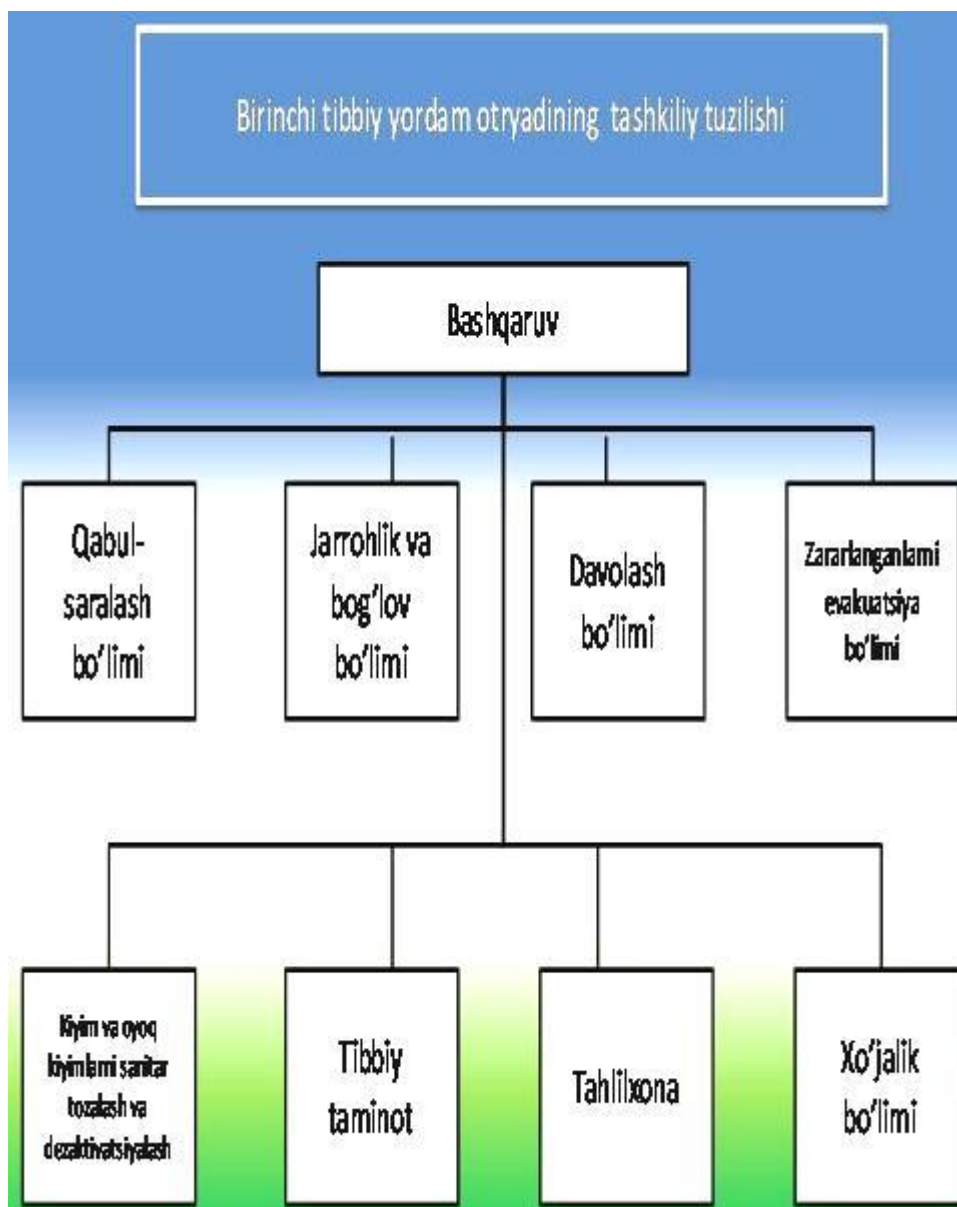 Birinchi tibbiy yordam otryadining tashkiliy tuzilishi
Bashqaruv
Qabul-
saralash
bo‘limi
Jarrohlik va
bog‘lov
bo‘limi
Davolash
bo‘limi
Zararlanganlarni
evakuatsiya
bo‘limi
Kiyim va oyoq
kiyimlarni sanitar
tozalash va
dezaktivatsiyalash
Tibbiy
taminot
Tahlilxona
Xo‘jalik
bo‘limi